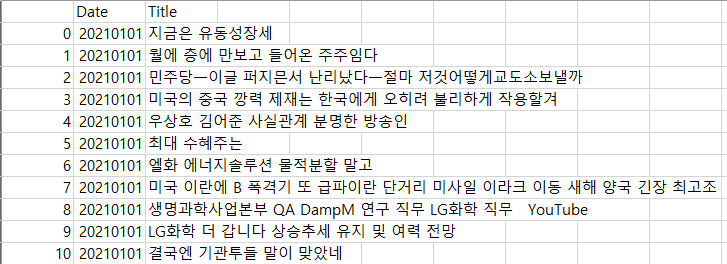 Date Title
0 20210101 지금은 유동성장세
1 20210101 월에 층에 만보고 들어온 주주임다
2 20210101 민주당ㅡ이글 퍼지믄서 난리났다ㅡ절마 저것어떻게교도소보낼까
3 20210101 미국의 중국 깡력 제재는 한국에게 오히려 불리하게 작용할겨
4 20210101 우상호 김어준 사실관계 분명한 방송인
5 20210101 최대 수혜주는
6 20210101 엘화 에너지솔루션 물적분할 말고
7 20210101 미국 이란에 B 폭격기 또 급파이란 단거리 미사일 이라크 이동 새해 양국 긴장 최고조
8 20210101 생명과학사업본부 QA DampM 연구 직무 LG화학 직무 YouTube
9 20210101 LG화학 더 갑니다 상승추세 유지 및 여력 전망
10 20210101 결국엔 기관투들 말이 맞았네